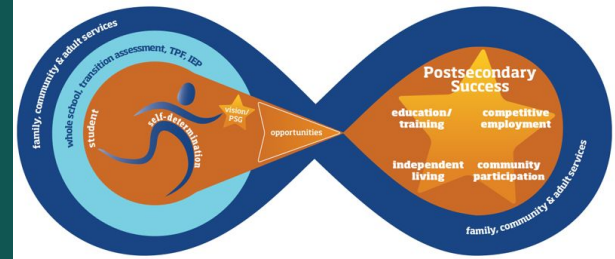 family, community & adult services
whole school, transition assessment, TPF, IEP
student
self-determination
vision/
PSG
opportunities
Postsecondary
Success
education/
training
competitive
employment
independent
living
community
participation
family, community & adult services